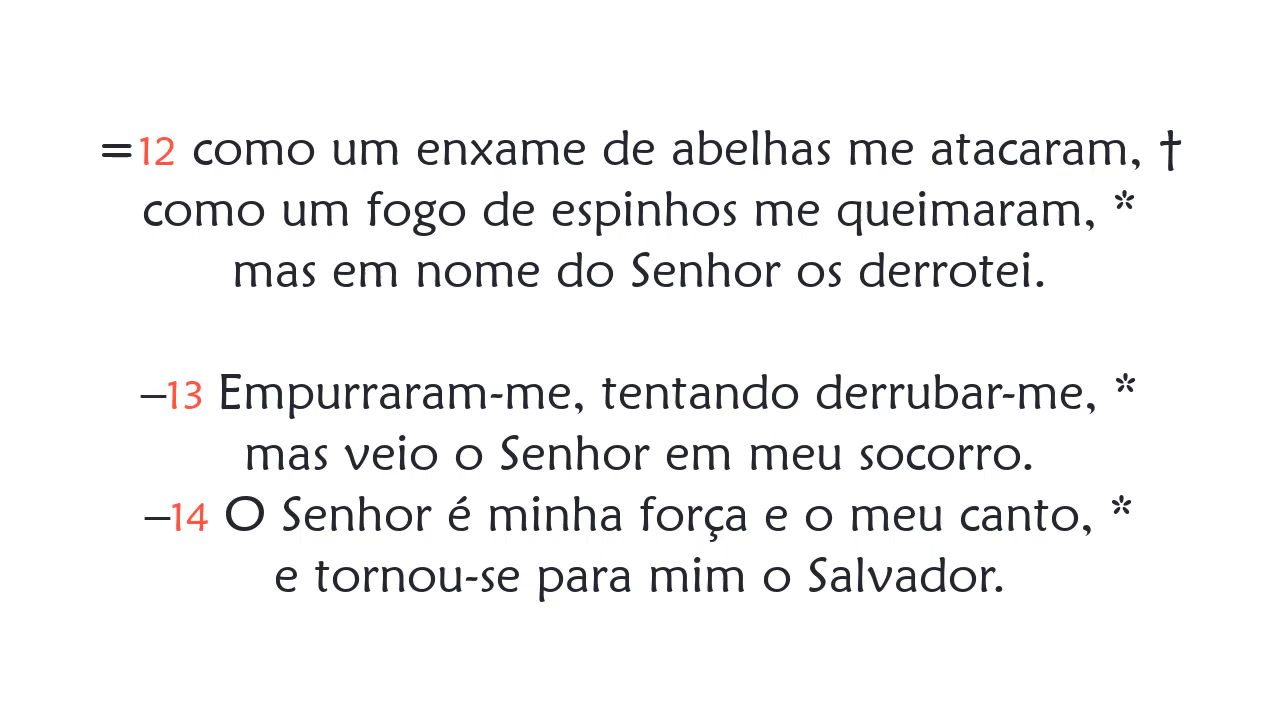 =12 como um enxame de abelhas me atacaram, †
como um fogo de espinhos me queimaram, *
mas em nome do Senhor os derrotei.
–13 Empurraram-me, tentando derrubar-me, *
mas veio o Senhor em meu socorro.
–14 O Senhor é minha força e o meu canto, *
e tornou-se para mim o Salvador.